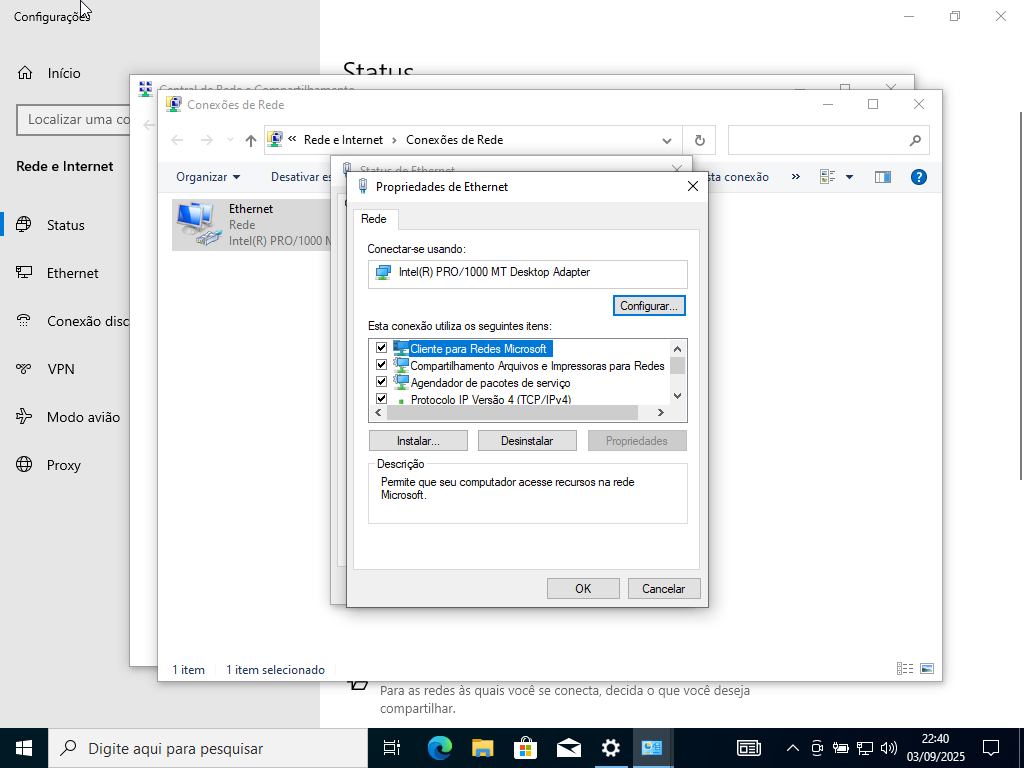 Configurações
Início
Localizar uma co
Rede e Internet
Status
Ethernet
Conexão disc
VPN
Modo avião
Proxy
Status
Central de Rede e Compartilhamento
Conexões de Rede
« Rede e Internet › Conexões de Rede
Organizar
Desativar es
sta conexão
»
Ethernet
Rede
Intel(R) PRO/1000 M
Status de Ethernet
Propriedades de Ethernet
Rede
Conectar-se usando:
Intel(R) PRO/1000 MT Desktop Adapter
Configurar...
Esta conexão utiliza os seguintes itens:
Cliente para Redes Microsoft
Compartilhamento Arquivos e Impressoras para Redes
Agendador de pacotes de serviço
Protocolo IP Versão 4 (TCP/IPv4)
Instalar...
Desinstalar
Propriedades
Descrição
Permite que seu computador acesse recursos na rede
Microsoft.
OK
Cancelar
1 item
1 item selecionado
Para as redes às quais você se conecta, decida o que você deseja
compartilhar.
Digite aqui para pesquisar
22:40
03/09/2025